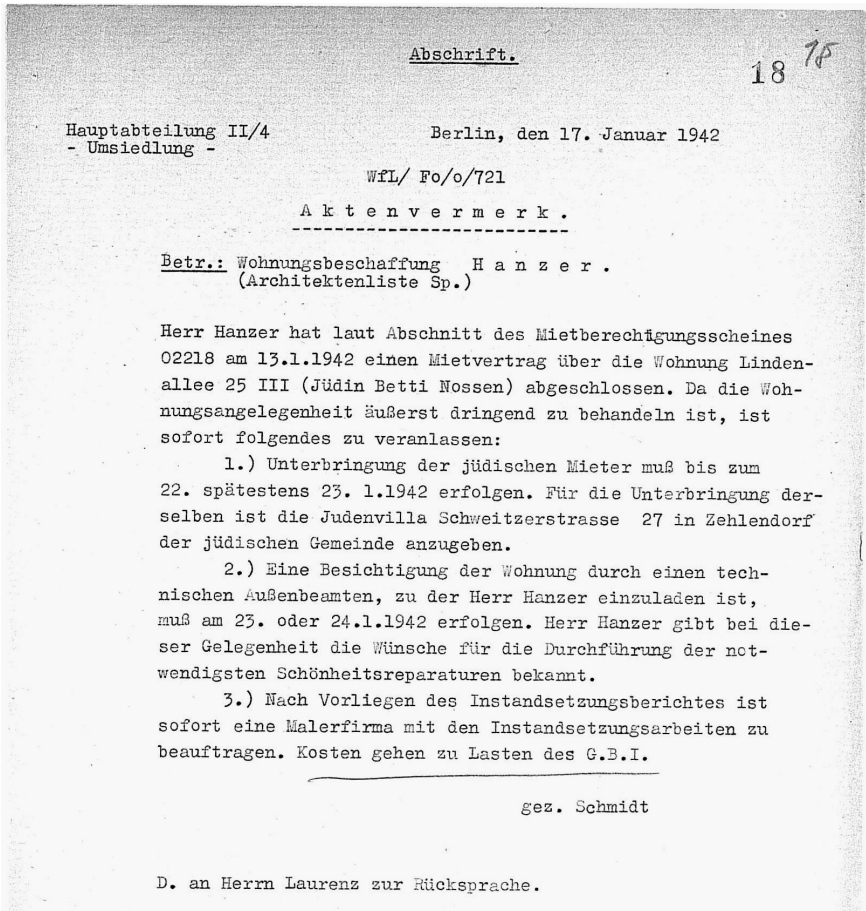 Abschrift.
18 18
Hauptabteilung II/4 Berlin, den 17. Januar 1942
- Umsiedlung -
WfL/ Fo/o/721
A k t e n v e r m e r k .
Betr.: Wohnungsbeschaffung H a n z e r .
(Architektenliste Sp.)
Herr Hanzer hat laut Abschnitt des Mietberechtigungsscheines
02218 am 13.1.1942 einen Mietvertrag über die Wohnung Linden-
allee 25 III (Jüdin Betti Nossen) abgeschlossen. Da die Woh-
nungsangelegenheit äußerst dringend zu behandeln ist, ist
sofort folgendes zu veranlassen:
1.) Unterbringung der jüdischen Mieter muß bis zum
22. spätestens 23. 1.1942 erfolgen. Für die Unterbringung der-
selben ist die Judenvilla Schweitzerstrasse 27 in Zehlendorf
der jüdischen Gemeinde anzugeben.
2.) Eine Besichtigung der Wohnung durch einen tech-
nischen Außenbeamten, zu der Herr Hanzer einzuladen ist,
muß am 23. oder 24.1.1942 erfolgen. Herr Hanzer gibt bei die-
ser Gelegenheit die Wünsche für die Durchführung der not-
wendigsten Schönheitsreparaturen bekannt.
3.) Nach Vorliegen des Instandsetzungsberichtes ist
sofort eine Malerfirma mit den Instandsetzungsarbeiten zu
beauftragen. Kosten gehen zu Lasten des G.B.I.
gez. Schmidt
D. an Herrn Laurenz zur Rücksprache.